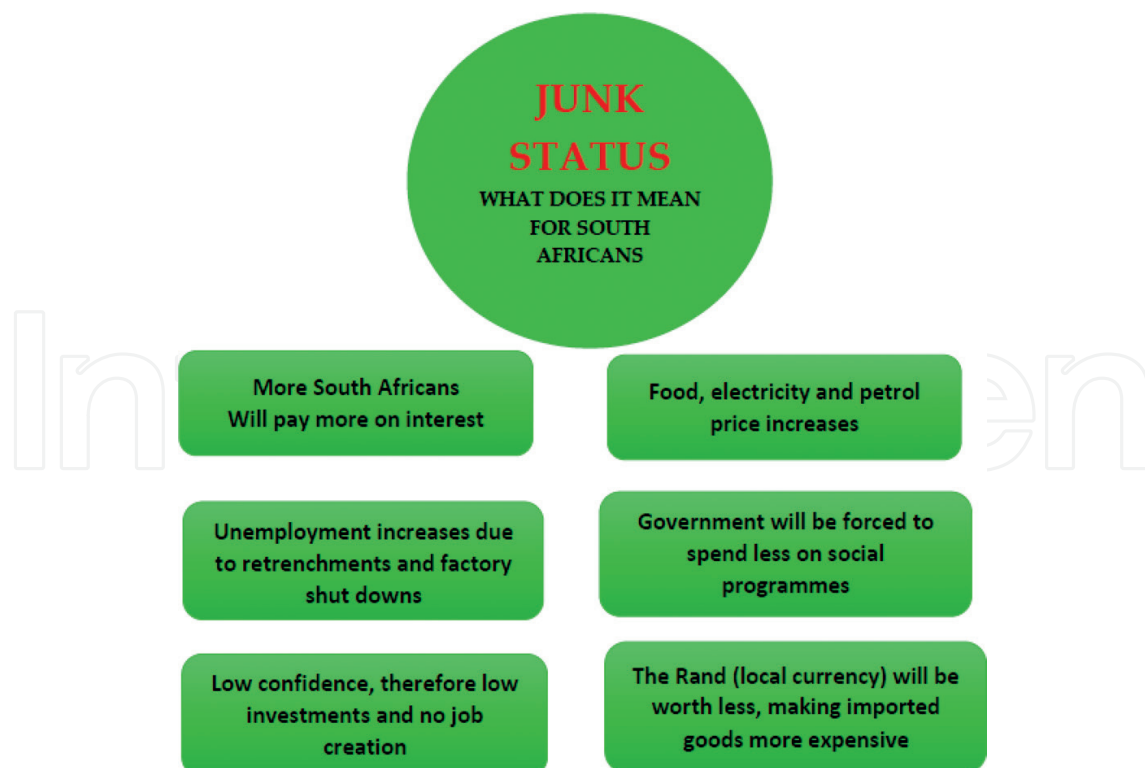 JUNK
STATUS
WHAT DOES IT MEAN
FOR SOUTH
AFRICANS
More South Africans
Will pay more on interest
Food, electricity and petrol
price increases
Unemployment increases due
to retrenchments and factory
shut downs
Government will be forced to
spend less on social
programmes
Low confidence, therefore low
investments and no job
creation
The Rand (local currency) will be
worth less, making imported
goods more expensive